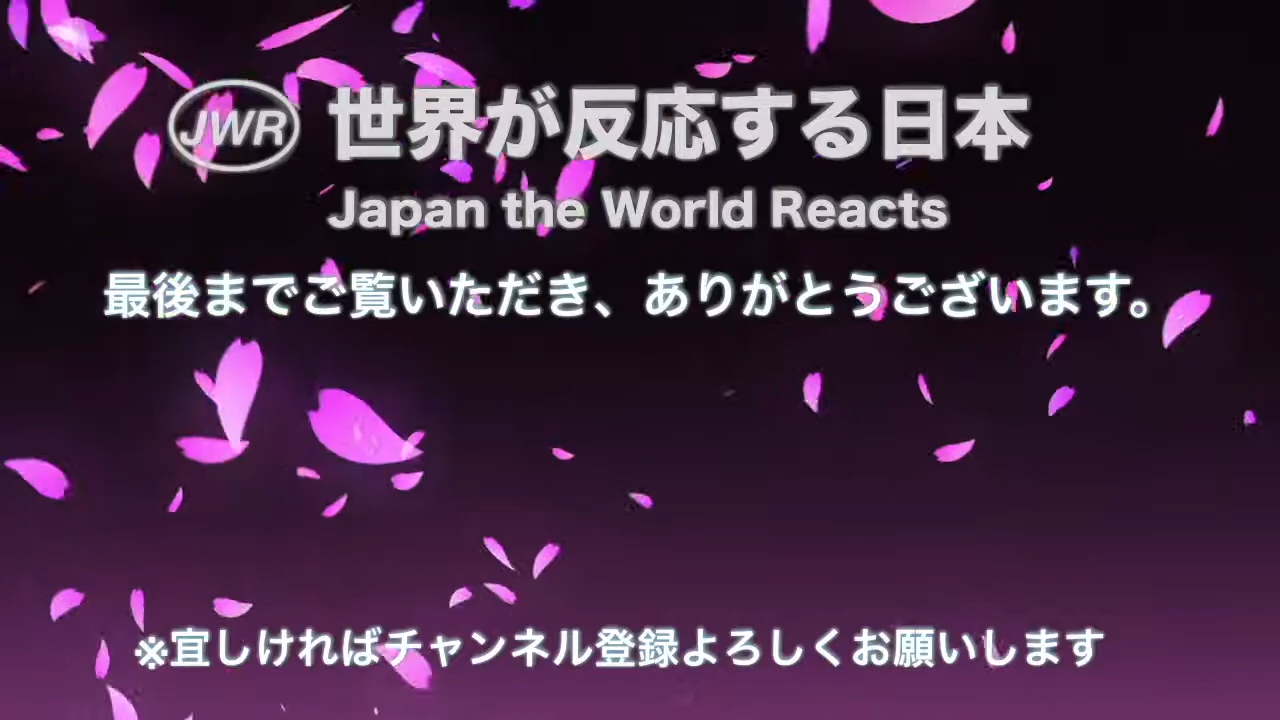 JWR 世界が反応する日本
Japan the World Reacts
最後までご覧いただき、ありがとうございます。
※宜しければチャンネル登録よろしくお願いします